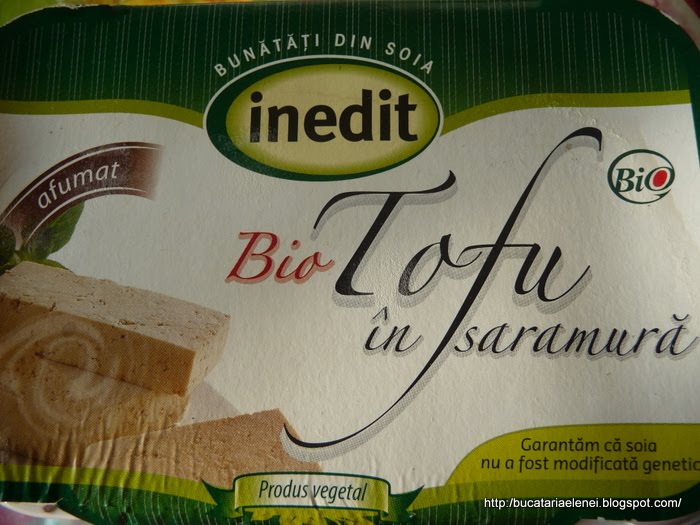 BUNĂTĂȚI DIN SOIA
inedit
afumat
BiO
Bio Tofu
în saramură
Garantăm că soia
nu a fost modificată genetic
Produs vegetal
http://bucatariaelenei.blogspot.com/